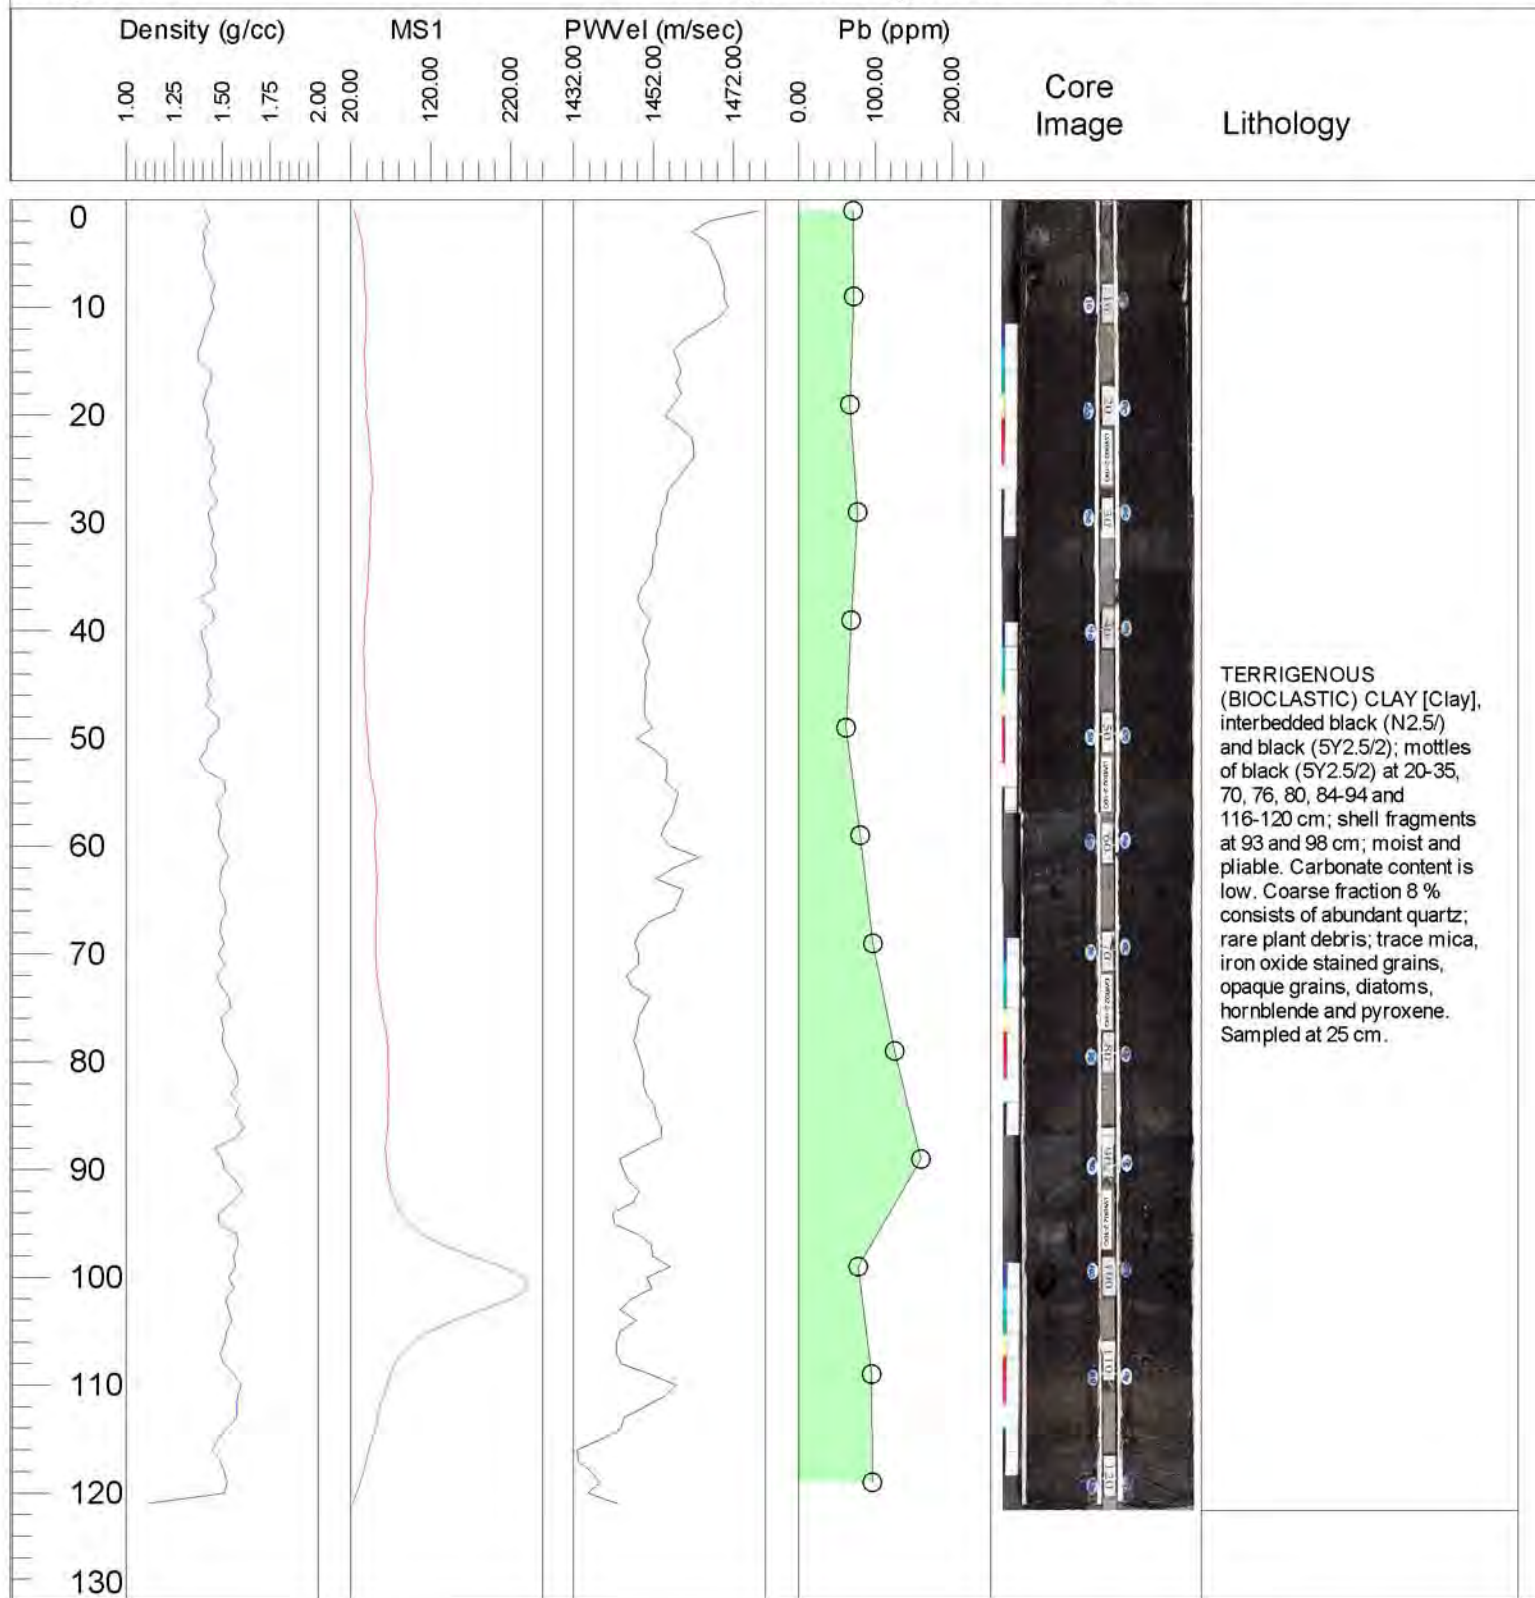 Density (g/cc)
MS1
PWVel (m/sec)
Pb (ppm)
1.00
1.25
1.50
1.75
2.00
20.00
120.00
220.00
1432.00
1452.00
1472.00
0.00
100.00
200.00
Core
Image
Lithology
0
10
20
30
40
50
60
70
80
90
100
110
120
130
TERRIGENOUS
(BIOCLASTIC) CLAY [Clay],
interbedded black (N2.5/)
and black (5Y2.5/2); mottles
of black (5Y2.5/2) at 20-35,
70, 76, 80, 84-94 and
116-120 cm; shell fragments
at 93 and 98 cm; moist and
pliable. Carbonate content is
low. Coarse fraction 8 %
consists of abundant quartz;
rare plant debris; trace mica,
iron oxide stained grains,
opaque grains, diatoms,
hornblende and pyroxene.
Sampled at 25 cm.